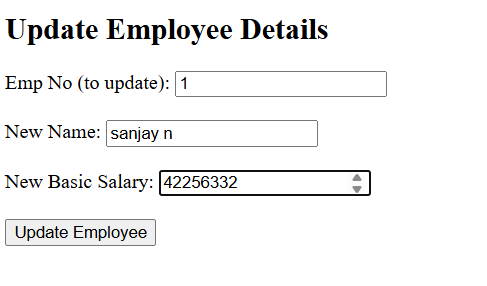 Update Employee Details
Emp No (to update): 1
New Name: sanjay n
New Basic Salary: 42256332
Update Employee